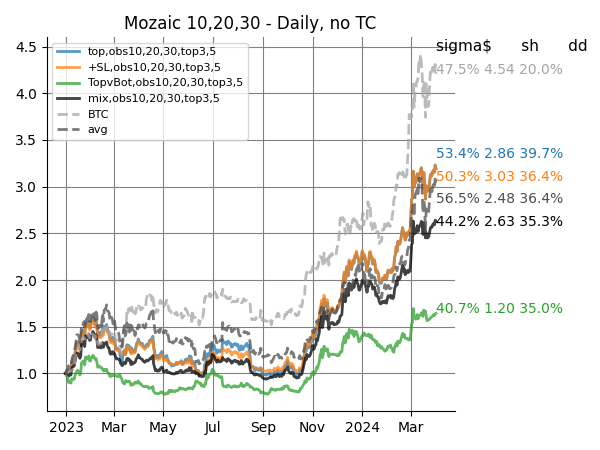 Mozaic 10,20,30 - Daily, no TC
sigma$ sh dd
top,obs10,20,30,top3,5
+SL,obs10,20,30,top3,5
TopvBot,obs10,20,30,top3,5
mix,obs10,20,30,top3,5
BTC
avg
47.5% 4.54 20.0%
53.4% 2.86 39.7%
50.3% 3.03 36.4%
56.5% 2.48 36.4%
44.2% 2.63 35.3%
40.7% 1.20 35.0%
4.5
4.0
3.5
3.0
2.5
2.0
1.5
1.0
2023 Mar May Jul Sep Nov 2024 Mar